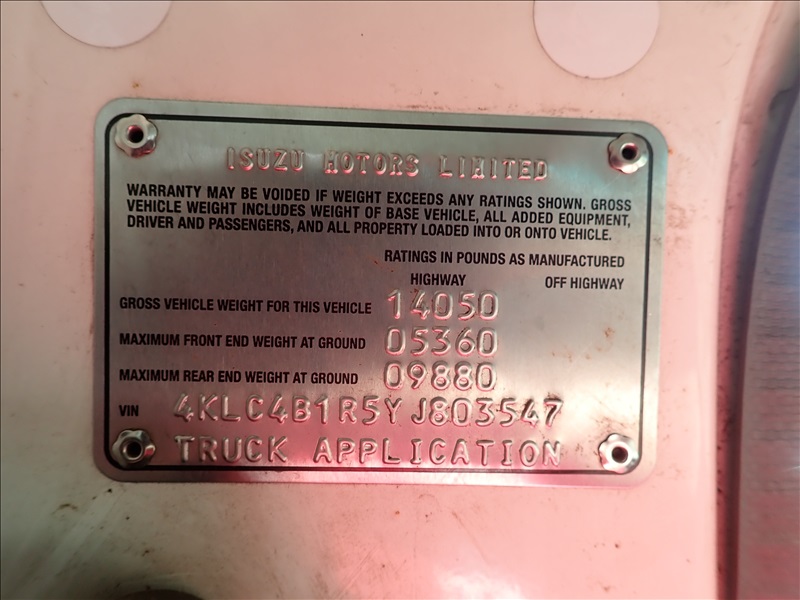 ISUZU MOTORS LIMITED
WARRANTY MAY BE VOIDED IF WEIGHT EXCEEDS ANY RATINGS SHOWN. GROSS
VEHICLE WEIGHT INCLUDES WEIGHT OF BASE VEHICLE, ALL ADDED EQUIPMENT,
DRIVER AND PASSENGERS, AND ALL PROPERTY LOADED INTO OR ONTO VEHICLE.
RATINGS IN POUNDS AS MANUFACTURED
HIGHWAY OFF HIGHWAY
GROSS VEHICLE WEIGHT FOR THIS VEHICLE 14050
MAXIMUM FRONT END WEIGHT AT GROUND 05360
MAXIMUM REAR END WEIGHT AT GROUND 09880
VIN 4KLC4B1R5YJ803547
TRUCK APPLICATION